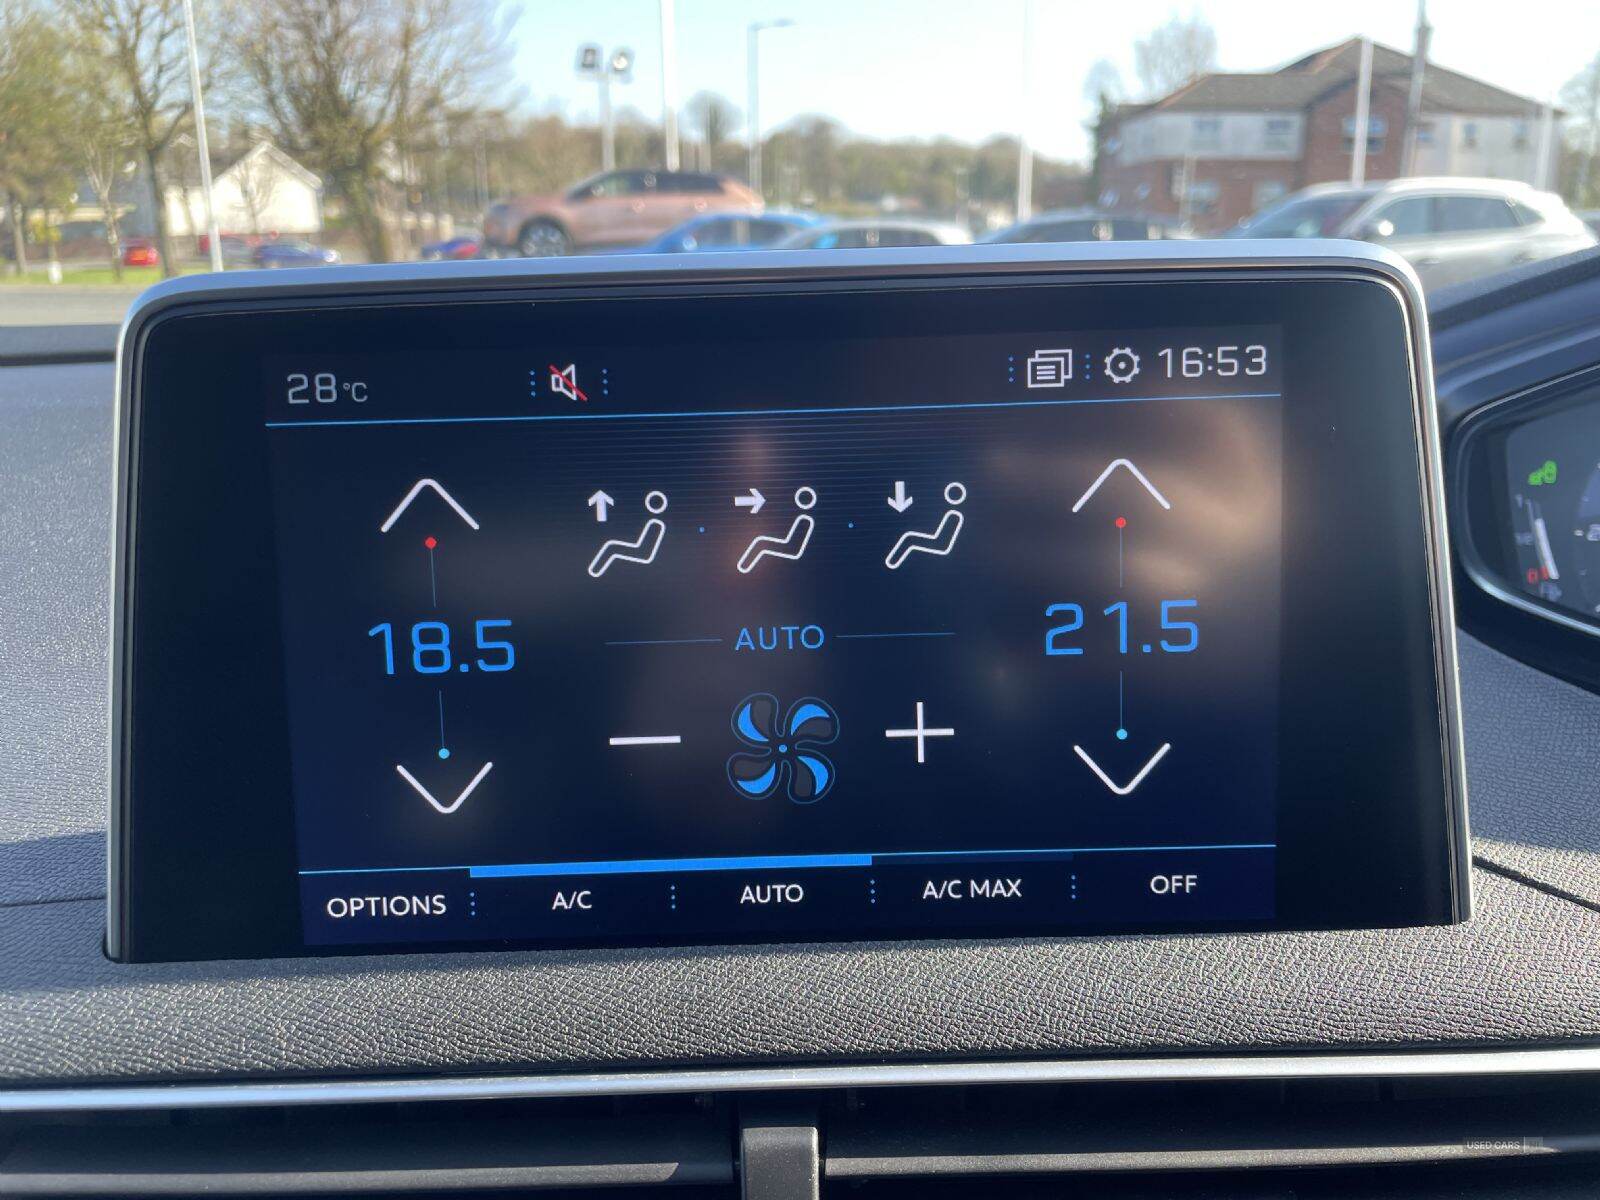 28°C
16:53
18.5
AUTO
21.5
OPTIONS
A/C
AUTO
A/C MAX
OFF
USED CARS